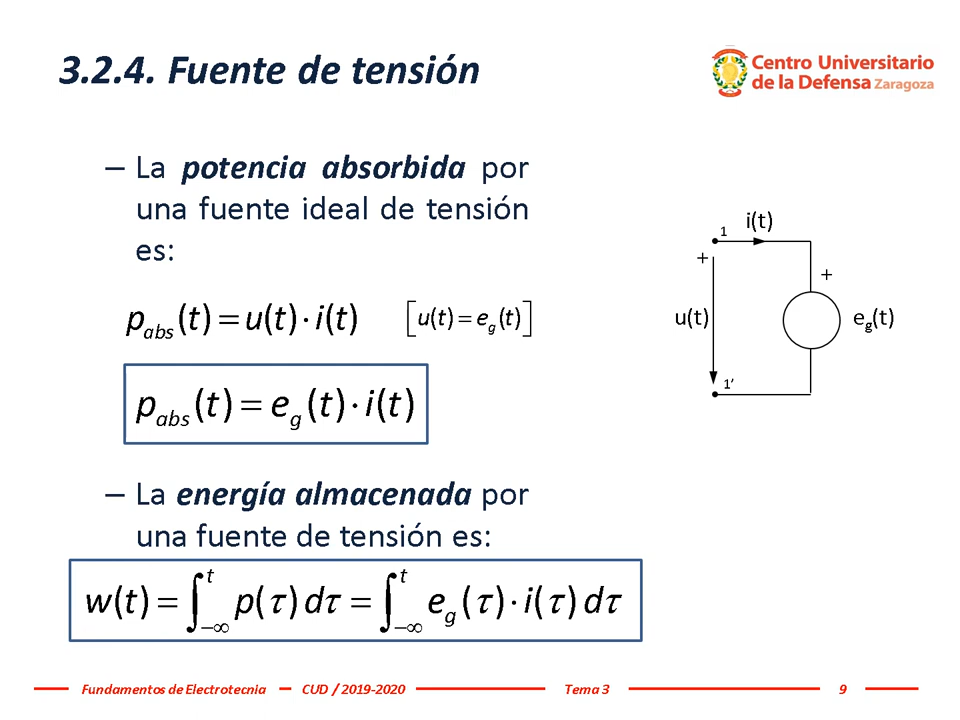 3.2.4. Fuente de tensión
Centro Universitario
de la Defensa Zaragoza
– La potencia absorbida por
una fuente ideal de tensión
es:
p_abs(t) = u(t)·i(t) [u(t) = e_g(t)]
p_abs(t) = e_g(t)·i(t)
1 i(t)
+
+
u(t)
e_g(t)
1’
– La energía almacenada por
una fuente de tensión es:
w(t) = ∫_{−∞}^{t} p(τ) dτ = ∫_{−∞}^{t} e_g(τ)·i(τ) dτ
Fundamentos de Electrotecnia CUD / 2019-2020 Tema 3 9